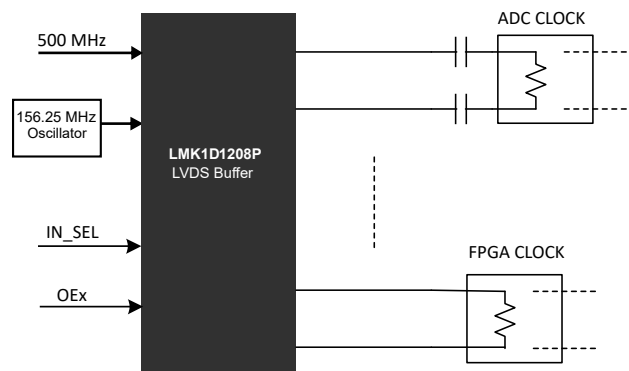 ADC CLOCK
500 MHz
156.25 MHz
Oscillator
LMK1D1208P
LVDS Buffer
IN_SEL
FPGA CLOCK
OEx